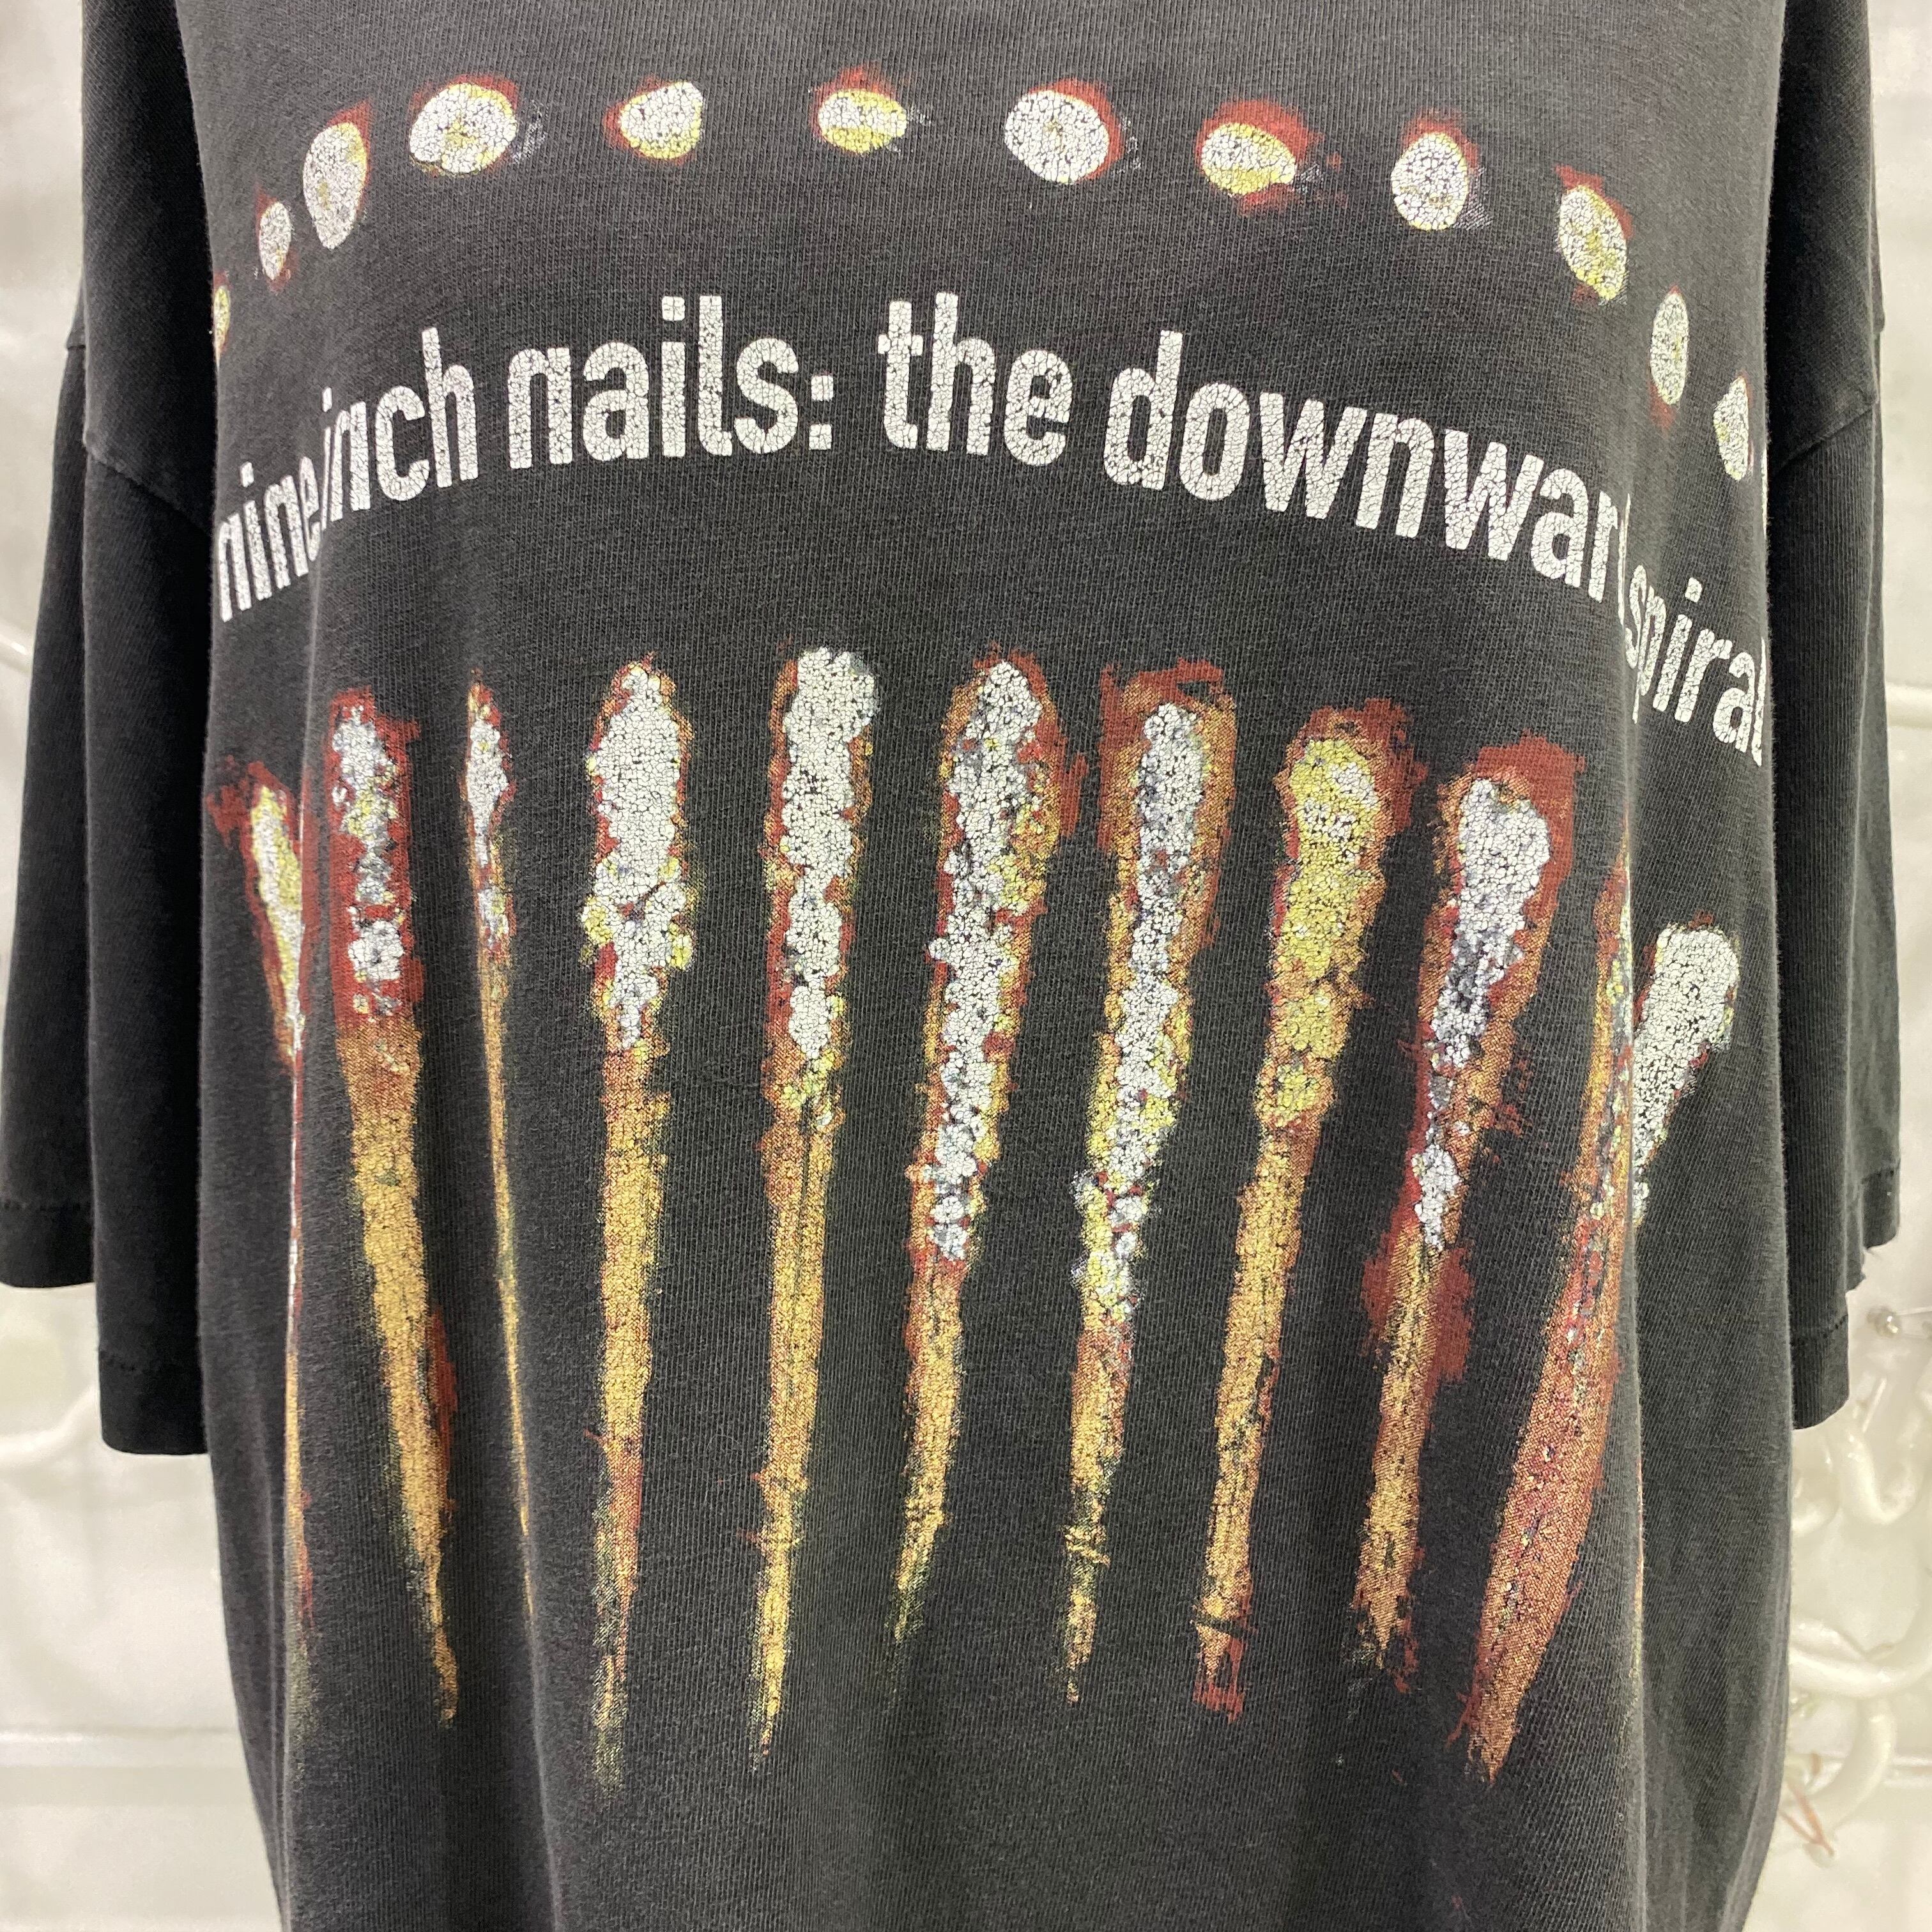 nine inch nails: the downward spiral